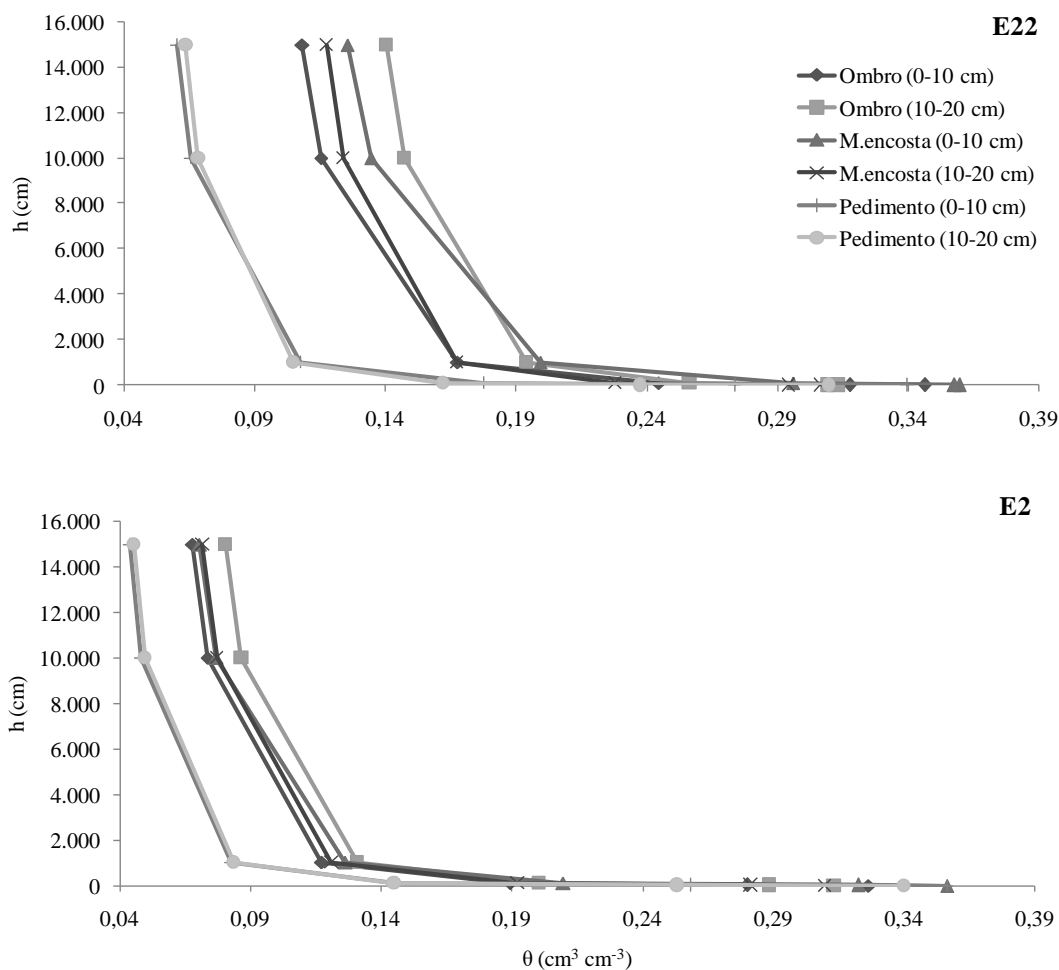 E22
16.000
14.000
12.000
10.000
8.000
6.000
4.000
2.000
0
h (cm)
0,04 0,09 0,14 0,19 0,24 0,29 0,34 0,39
Ombro (0-10 cm)
Ombro (10-20 cm)
M.encosta (0-10 cm)
M.encosta (10-20 cm)
Pedimento (0-10 cm)
Pedimento (10-20 cm)
E2
16.000
14.000
12.000
10.000
8.000
6.000
4.000
2.000
0
h (cm)
0,04 0,09 0,14 0,19 0,24 0,29 0,34 0,39
θ (cm³ cm⁻³)